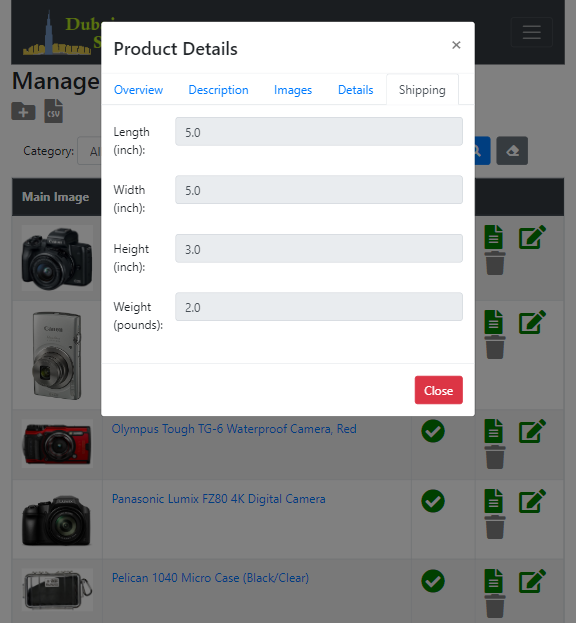 Product Details
×
Overview
Description
Images
Details
Shipping
Length
(inch):
5.0
Width
(inch):
5.0
Height
(inch):
3.0
Weight
(pounds):
2.0
Close
Manage
CSV
Category:
Main Image
Canon
Olympus Tough TG-6 Waterproof Camera, Red
Panasonic Lumix FZ80 4K Digital Camera
Pelican 1040 Micro Case (Black/Clear)